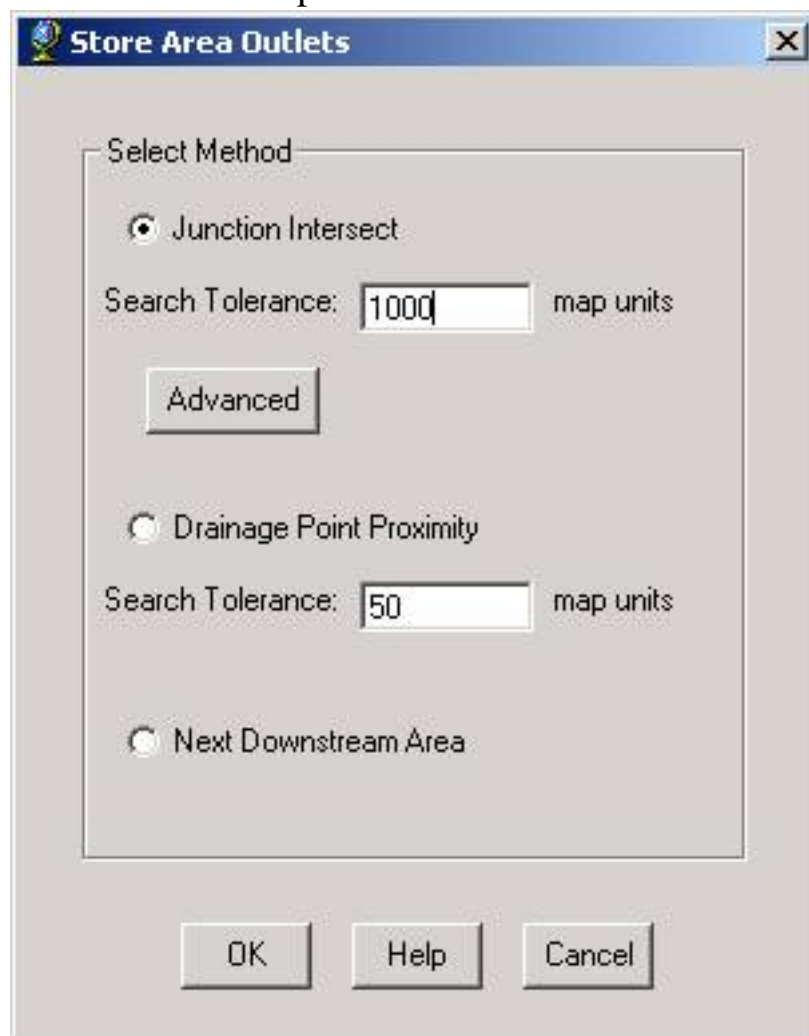 Store Area Outlets
Select Method
Junction Intersect
Search Tolerance: 1000 map units
Advanced
Drainage Point Proximity
Search Tolerance: 50 map units
Next Downstream Area
OK Help Cancel